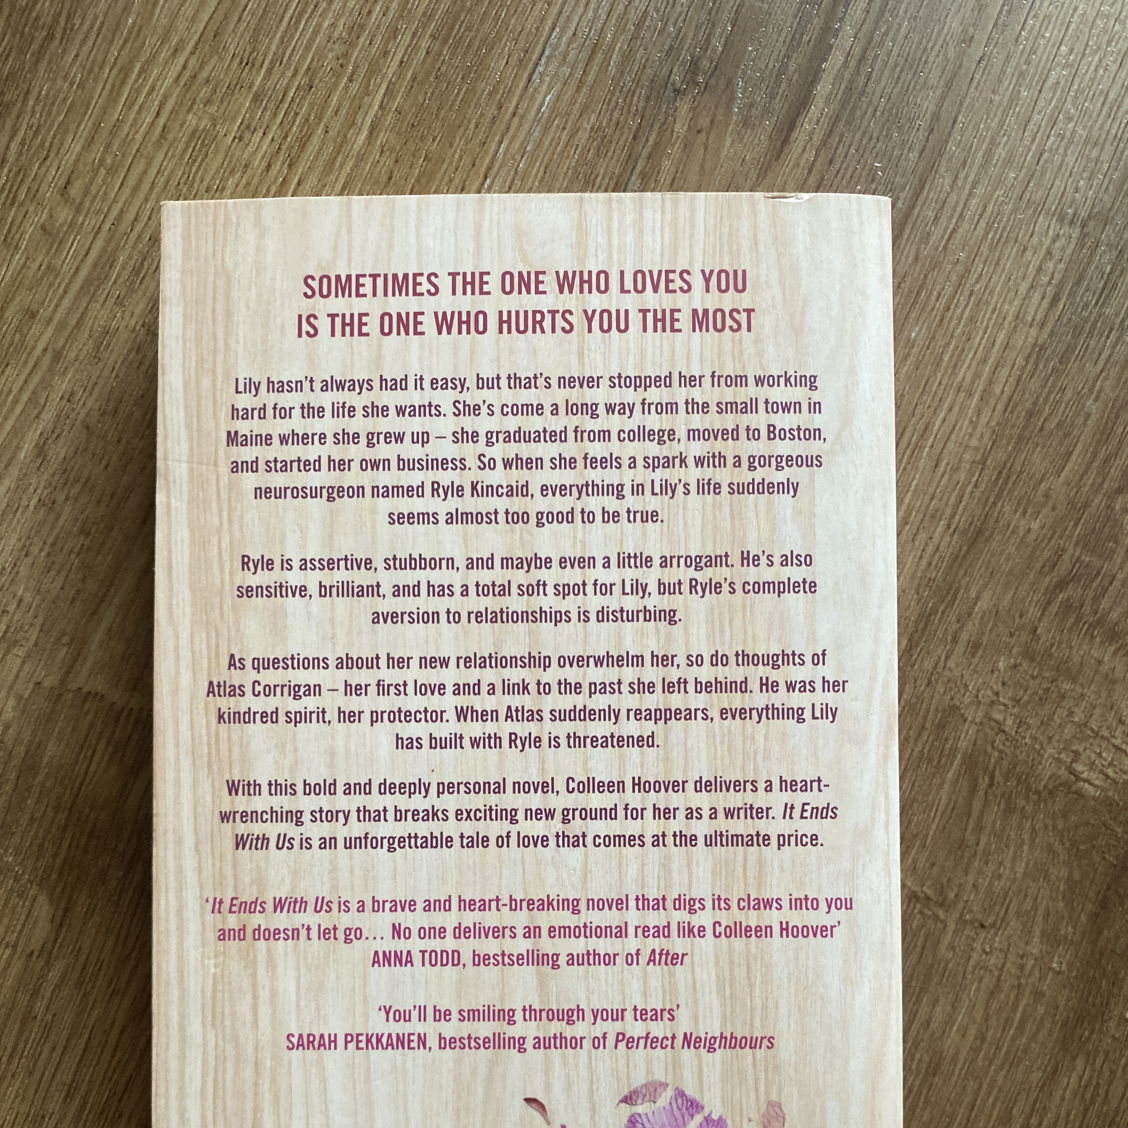 SOMETIMES THE ONE WHO LOVES YOU
IS THE ONE WHO HURTS YOU THE MOST
Lily hasn't always had it easy, but that's never stopped her from working
hard for the life she wants. She's come a long way from the small town in
Maine where she grew up – she graduated from college, moved to Boston,
and started her own business. So when she feels a spark with a gorgeous
neurosurgeon named Ryle Kincaid, everything in Lily's life suddenly
seems almost too good to be true.
Ryle is assertive, stubborn, and maybe even a little arrogant. He's also
sensitive, brilliant, and has a total soft spot for Lily, but Ryle's complete
aversion to relationships is disturbing.
As questions about her new relationship overwhelm her, so do thoughts of
Atlas Corrigan – her first love and a link to the past she left behind. He was her
kindred spirit, her protector. When Atlas suddenly reappears, everything Lily
has built with Ryle is threatened.
With this bold and deeply personal novel, Colleen Hoover delivers a heart-
wrenching story that breaks exciting new ground for her as a writer. It Ends
With Us is an unforgettable tale of love that comes at the ultimate price.
'It Ends With Us is a brave and heart-breaking novel that digs its claws into you
and doesn't let go... No one delivers an emotional read like Colleen Hoover'
ANNA TODD, bestselling author of After
'You'll be smiling through your tears'
SARAH PEKKANEN, bestselling author of Perfect Neighbours